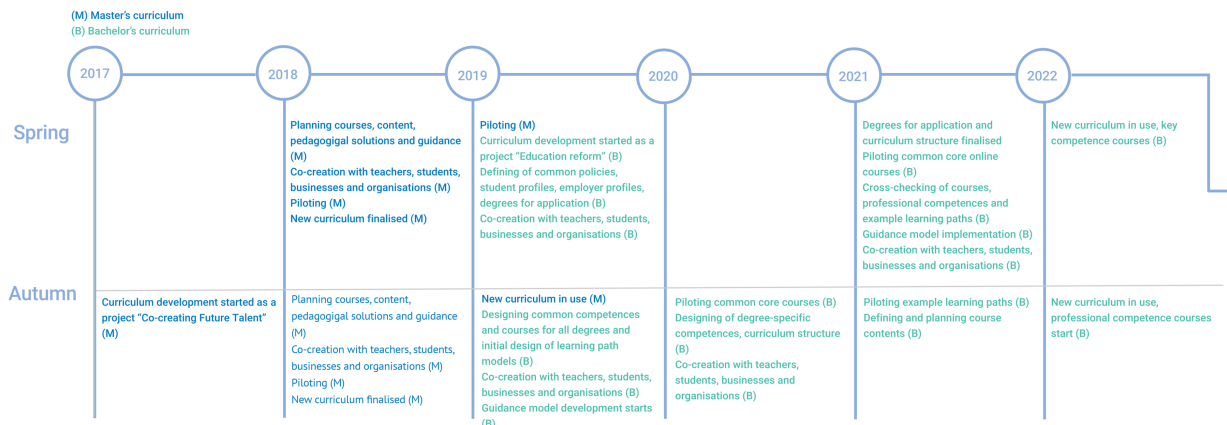 (M) Master's curriculum
(B) Bachelor's curriculum
2017
2018
2019
2020
2021
2022
Spring
Planning courses, content,
pedagogigal solutions and guidance
(M)
Co-creation with teachers, students,
businesses and organisations (M)
Piloting (M)
New curriculum finalised (M)
Piloting (M)
Curriculum development started as a
project "Education reform" (B)
Defining of common policies,
student profiles, employer profiles,
degrees for application (B)
Co-creation with teachers, students,
businesses and organisations (B)
Degrees for application and
curriculum structure finalised
Piloting common core online
courses (B)
Cross-checking of courses,
professional competences and
example learning paths (B)
Guidance model implementation (B)
Co-creation with teachers, students,
businesses and organisations (B)
New curriculum in use, key
competence courses (B)
Autumn
Curriculum development started as a
project "Co-creating Future Talent"
(M)
Planning courses, content,
pedagogigal solutions and guidance
(M)
Co-creation with teachers, students,
businesses and organisations (M)
Piloting (M)
New curriculum finalised (M)
New curriculum in use (M)
Designing common competences
and courses for all degrees and
initial design of learning path
models (B)
Co-creation with teachers, students,
businesses and organisations (B)
Guidance model development starts
(B)
Piloting common core courses (B)
Designing of degree-specific
competences, curriculum structure
(B)
Co-creation with teachers,
students, businesses and
organisations (B)
Piloting example learning paths (B)
Defining and planning course
contents (B)
New curriculum in use,
professional competence courses
start (B)